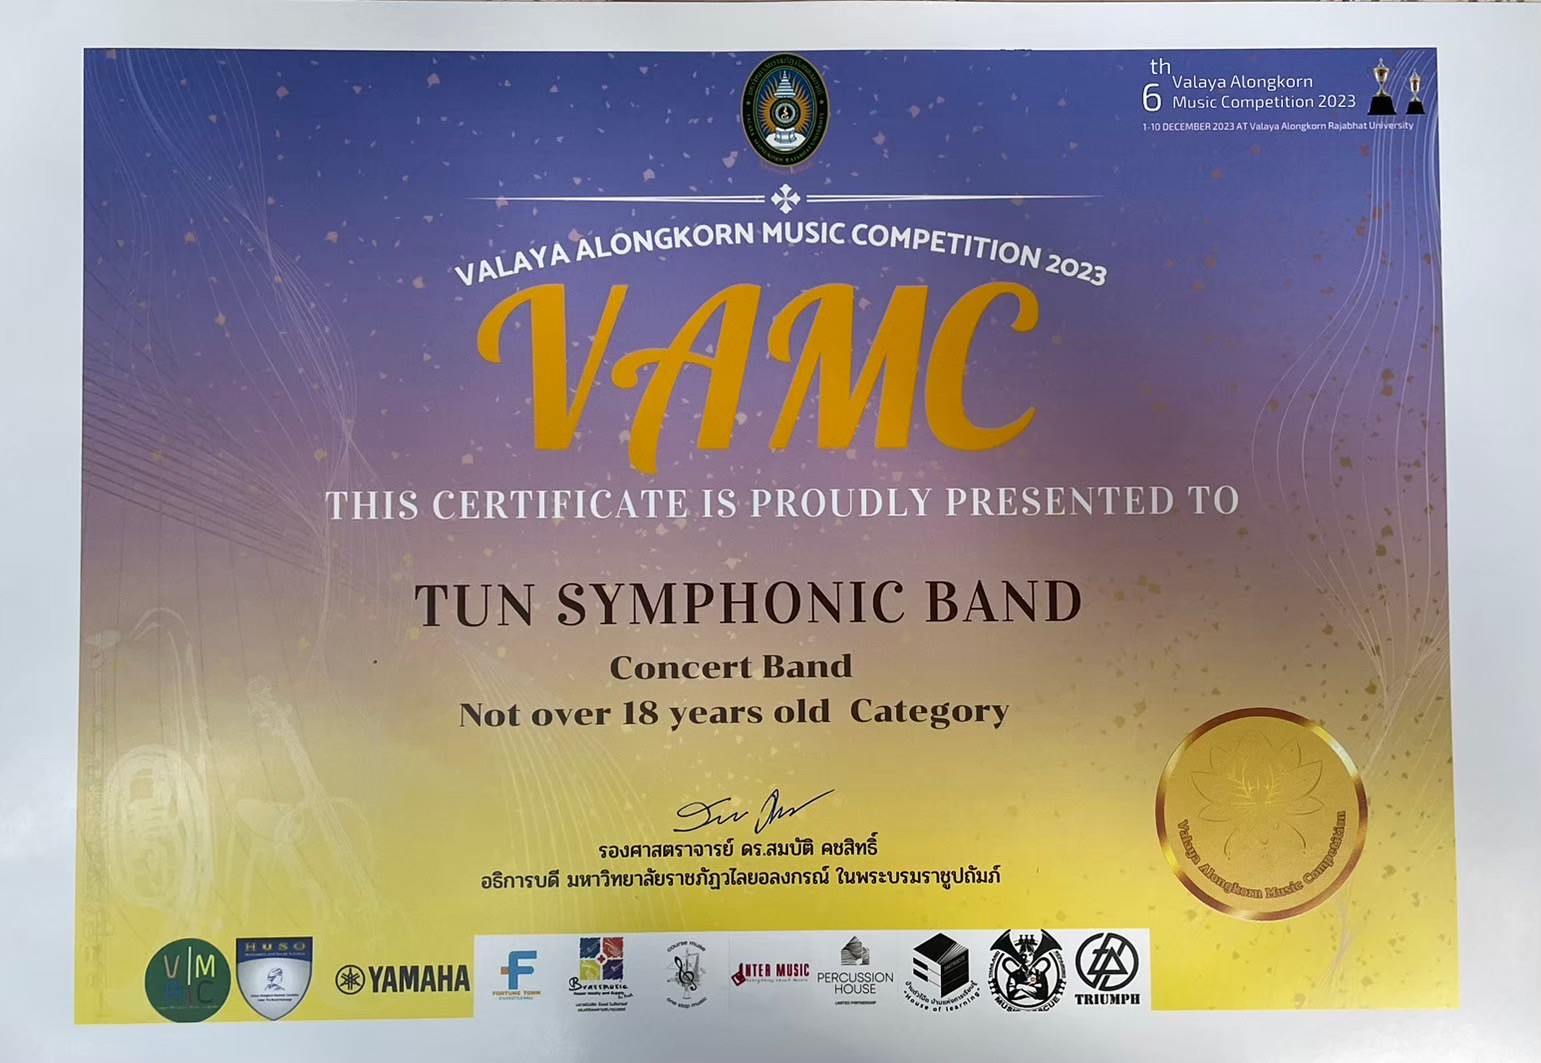 th
6 Valaya Alongkorn
Music Competition 2023
1-10 DECEMBER 2023 AT Valaya Alongkorn Rajabhat University
VALAYA ALONGKORN MUSIC COMPETITION 2023
VAMC
THIS CERTIFICATE IS PROUDLY PRESENTED TO
TUN SYMPHONIC BAND
Concert Band
Not over 18 years old Category
รองศาสตราจารย์ ดร.สมบัติ คชสิทธิ์
อธิการบดี มหาวิทยาลัยราชภัฏวไลยอลงกรณ์ ในพระบรมราชูปถัมภ์
Valaya Alongkorn Music Competition
V|M
HUSO
YAMAHA
FORTUNE TOWN
Brassmusic
course muse
INTER MUSIC
PERCUSSION
HOUSE
LIMITED PARTNERSHIP
"House of learning"
TRIUMPH